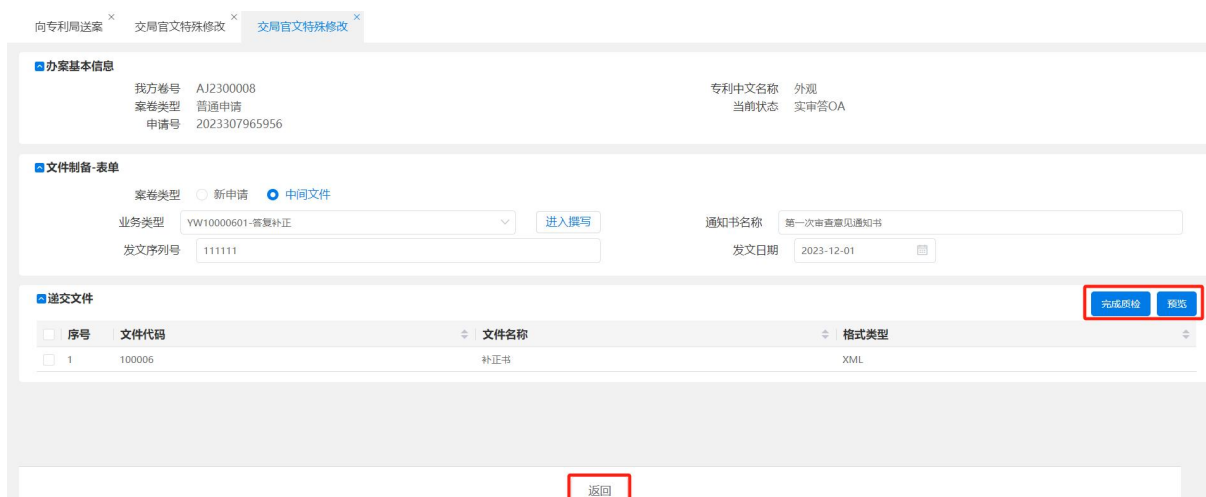 向专利局送案 × 交局官文特殊修改 × 交局官文特殊修改 ×
办案基本信息
我方卷号 AJ2300008 专利中文名称 外观
案卷类型 普通申请 当前状态 实审答OA
申请号 2023307965956
文件制备-表单
案卷类型 新申请 中间文件
业务类型 YW10000601-答复补正 进入撰写 通知书名称 第一次审查意见通知书
发文序列号 111111 发文日期 2023-12-01
递交文件 完成质检 预览
序号 文件代码 文件名称 格式类型
1 100006 补正书 XML
返回